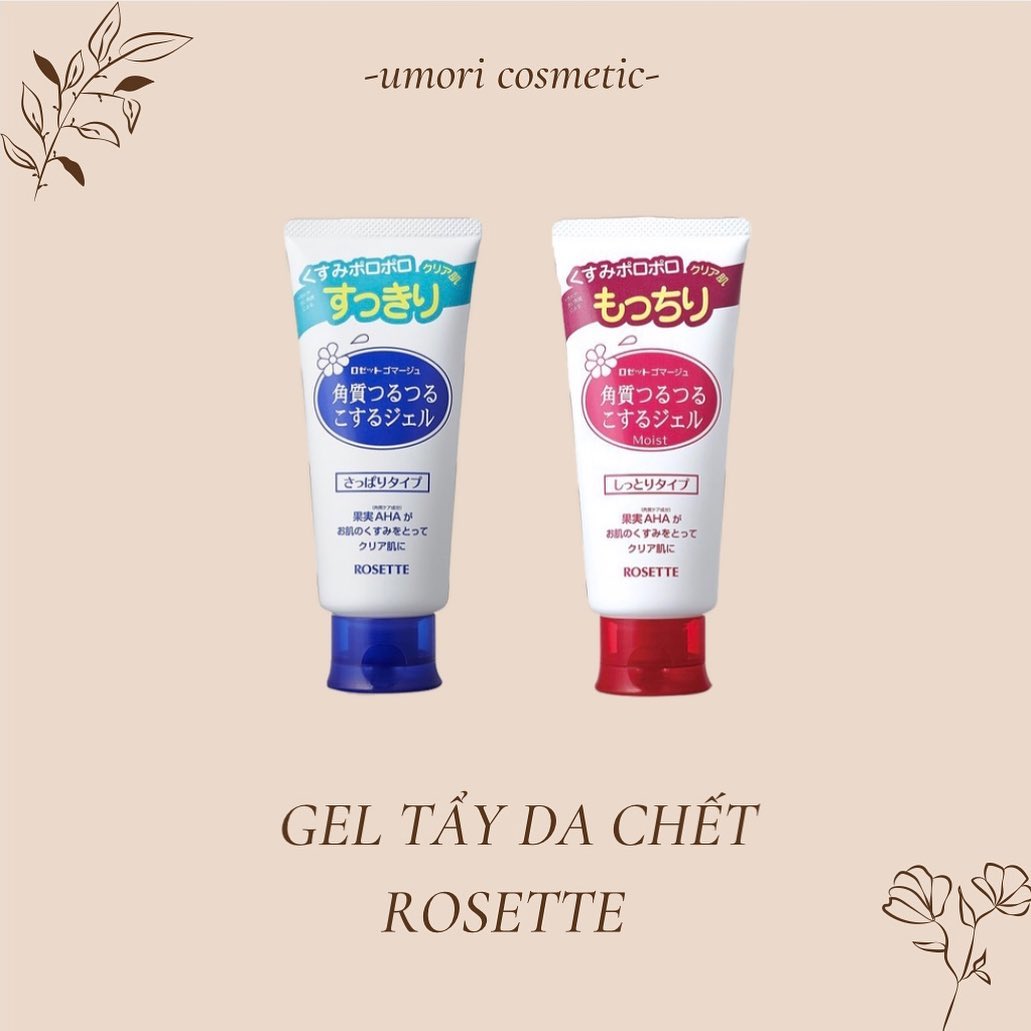 -umori cosmetic-
くすみポロポロ
クリア肌
すっきり
ロゼットゴマージュ
角質つるつる
こするジェル
さっぱりタイプ
果実AHAが
お肌のくすみをとって
クリア肌に
ROSETTE
くすみポロポロ
クリア肌
もっちり
ロゼットゴマージュ
角質つるつる
こするジェル
Moist
しっとりタイプ
果実AHAが
お肌のくすみをとって
クリア肌に
ROSETTE
GEL TẨY DA CHẾT
ROSETTE